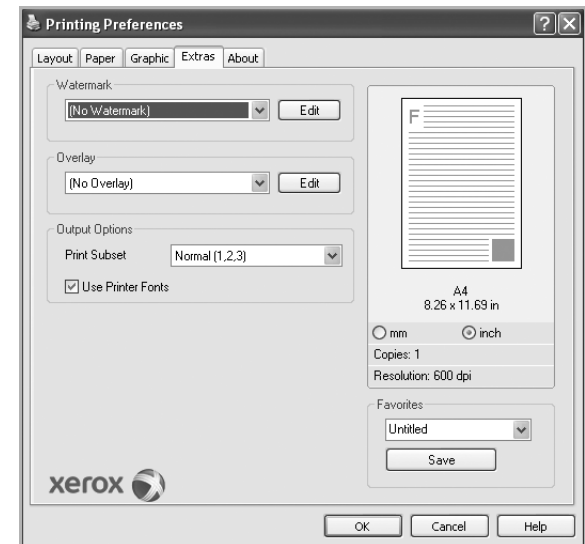 Printing Preferences
Layout Paper Graphic Extras About
Watermark
(No Watermark) Edit
Overlay
(No Overlay) Edit
Output Options
Print Subset Normal (1,2,3)
Use Printer Fonts
F
A4
8.26 x 11.69 in
mm inch
Copies: 1
Resolution: 600 dpi
Favorites
Untitled
Save
xerox
OK Cancel Help